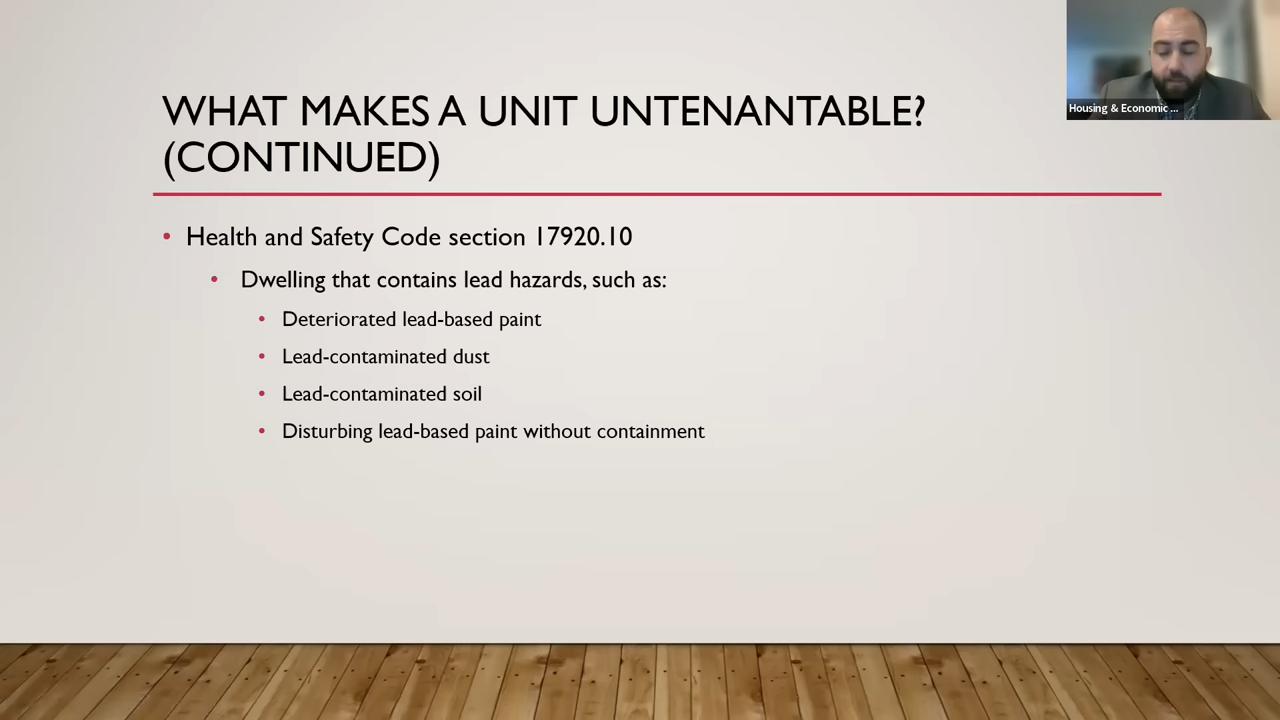 WHAT MAKES A UNIT UNTENANTABLE?
(CONTINUED)
• Health and Safety Code section 17920.10
• Dwelling that contains lead hazards, such as:
• Deteriorated lead-based paint
• Lead-contaminated dust
• Lead-contaminated soil
• Disturbing lead-based paint without containment
Housing & Economic ...